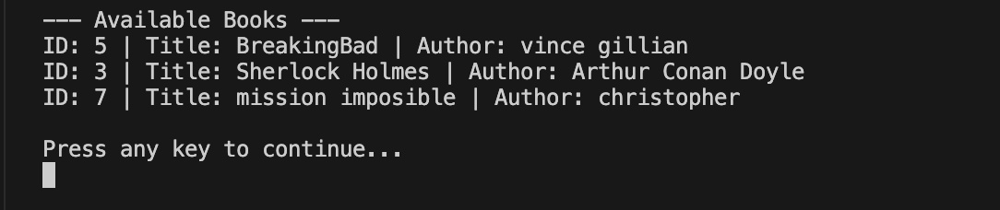 --- Available Books ---
ID: 5 | Title: BreakingBad | Author: vince gillian
ID: 3 | Title: Sherlock Holmes | Author: Arthur Conan Doyle
ID: 7 | Title: mission imposible | Author: christopher
Press any key to continue...